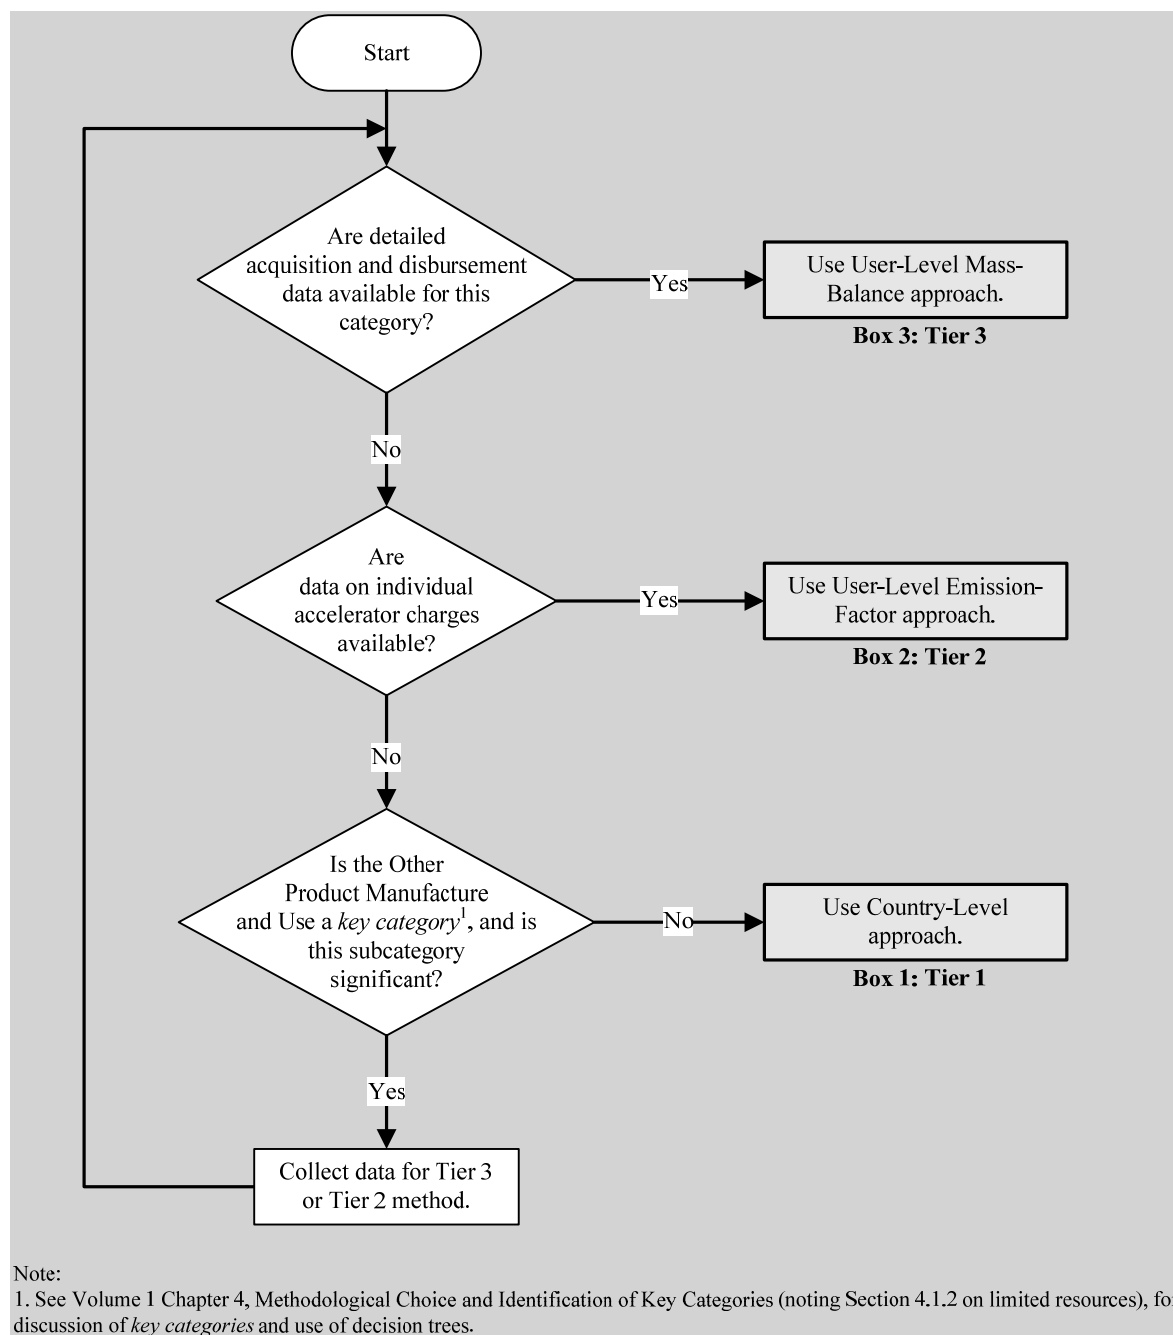 Start
Are detailed
acquisition and disbursement
data available for this
category?
Yes
Use User-Level Mass-
Balance approach.
Box 3: Tier 3
No
Are
data on individual
accelerator charges
available?
Yes
Use User-Level Emission-
Factor approach.
Box 2: Tier 2
No
Is the Other
Product Manufacture
and Use a key category1, and is
this subcategory
significant?
No
Use Country-Level
approach.
Box 1: Tier 1
Yes
Collect data for Tier 3
or Tier 2 method.
Note:
1. See Volume 1 Chapter 4, Methodological Choice and Identification of Key Categories (noting Section 4.1.2 on limited resources), fo
discussion of key categories and use of decision trees.